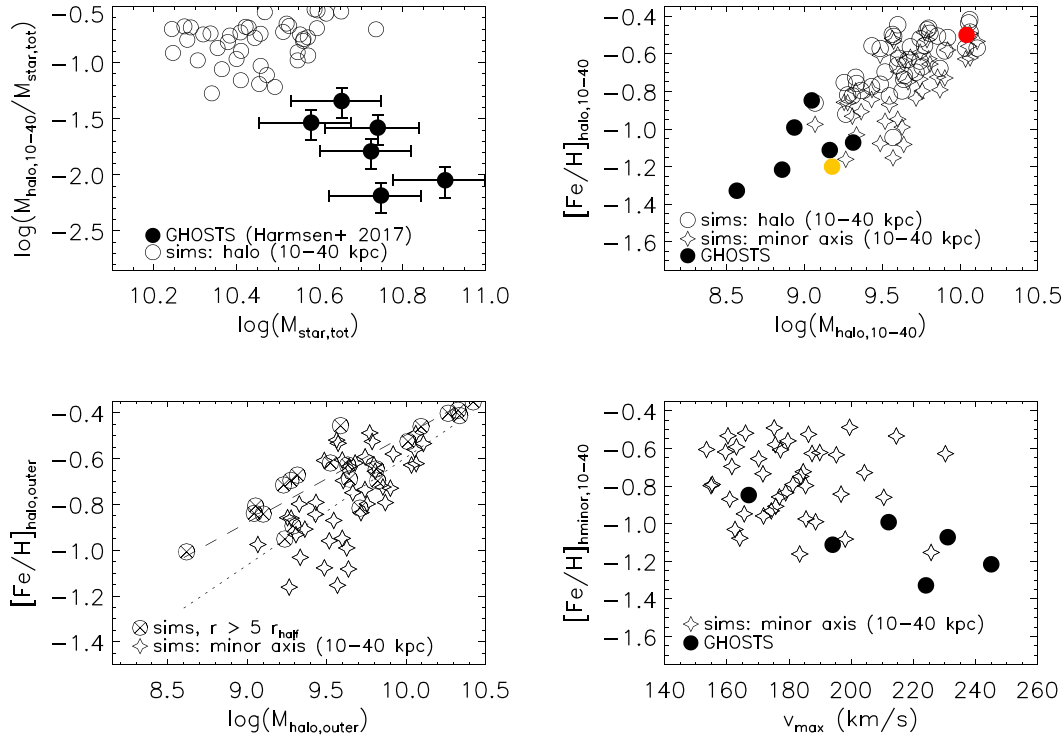 log(M_halo,10−40/M_star,tot)
−0.5
−1.0
−1.5
−2.0
−2.5
GHOSTS (Harmsen+ 2017)
sims: halo (10−40 kpc)
10.2 10.4 10.6 10.8 11.0
log(M_star,tot)
[Fe/H]_halo,10−40
−0.4
−0.6
−0.8
−1.0
−1.2
−1.4
−1.6
sims: halo (10−40 kpc)
sims: minor axis (10−40 kpc)
GHOSTS
8.5 9.0 9.5 10.0 10.5
log(M_halo,10−40)
[Fe/H]_halo,outer
−0.4
−0.6
−0.8
−1.0
−1.2
−1.4
sims, r > 5 r_half
sims: minor axis (10−40 kpc)
8.5 9.0 9.5 10.0 10.5
log(M_halo,outer)
[Fe/H]_hminor,10−40
−0.4
−0.6
−0.8
−1.0
−1.2
−1.4
−1.6
sims: minor axis (10−40 kpc)
GHOSTS
140 160 180 200 220 240 260
v_max (km/s)